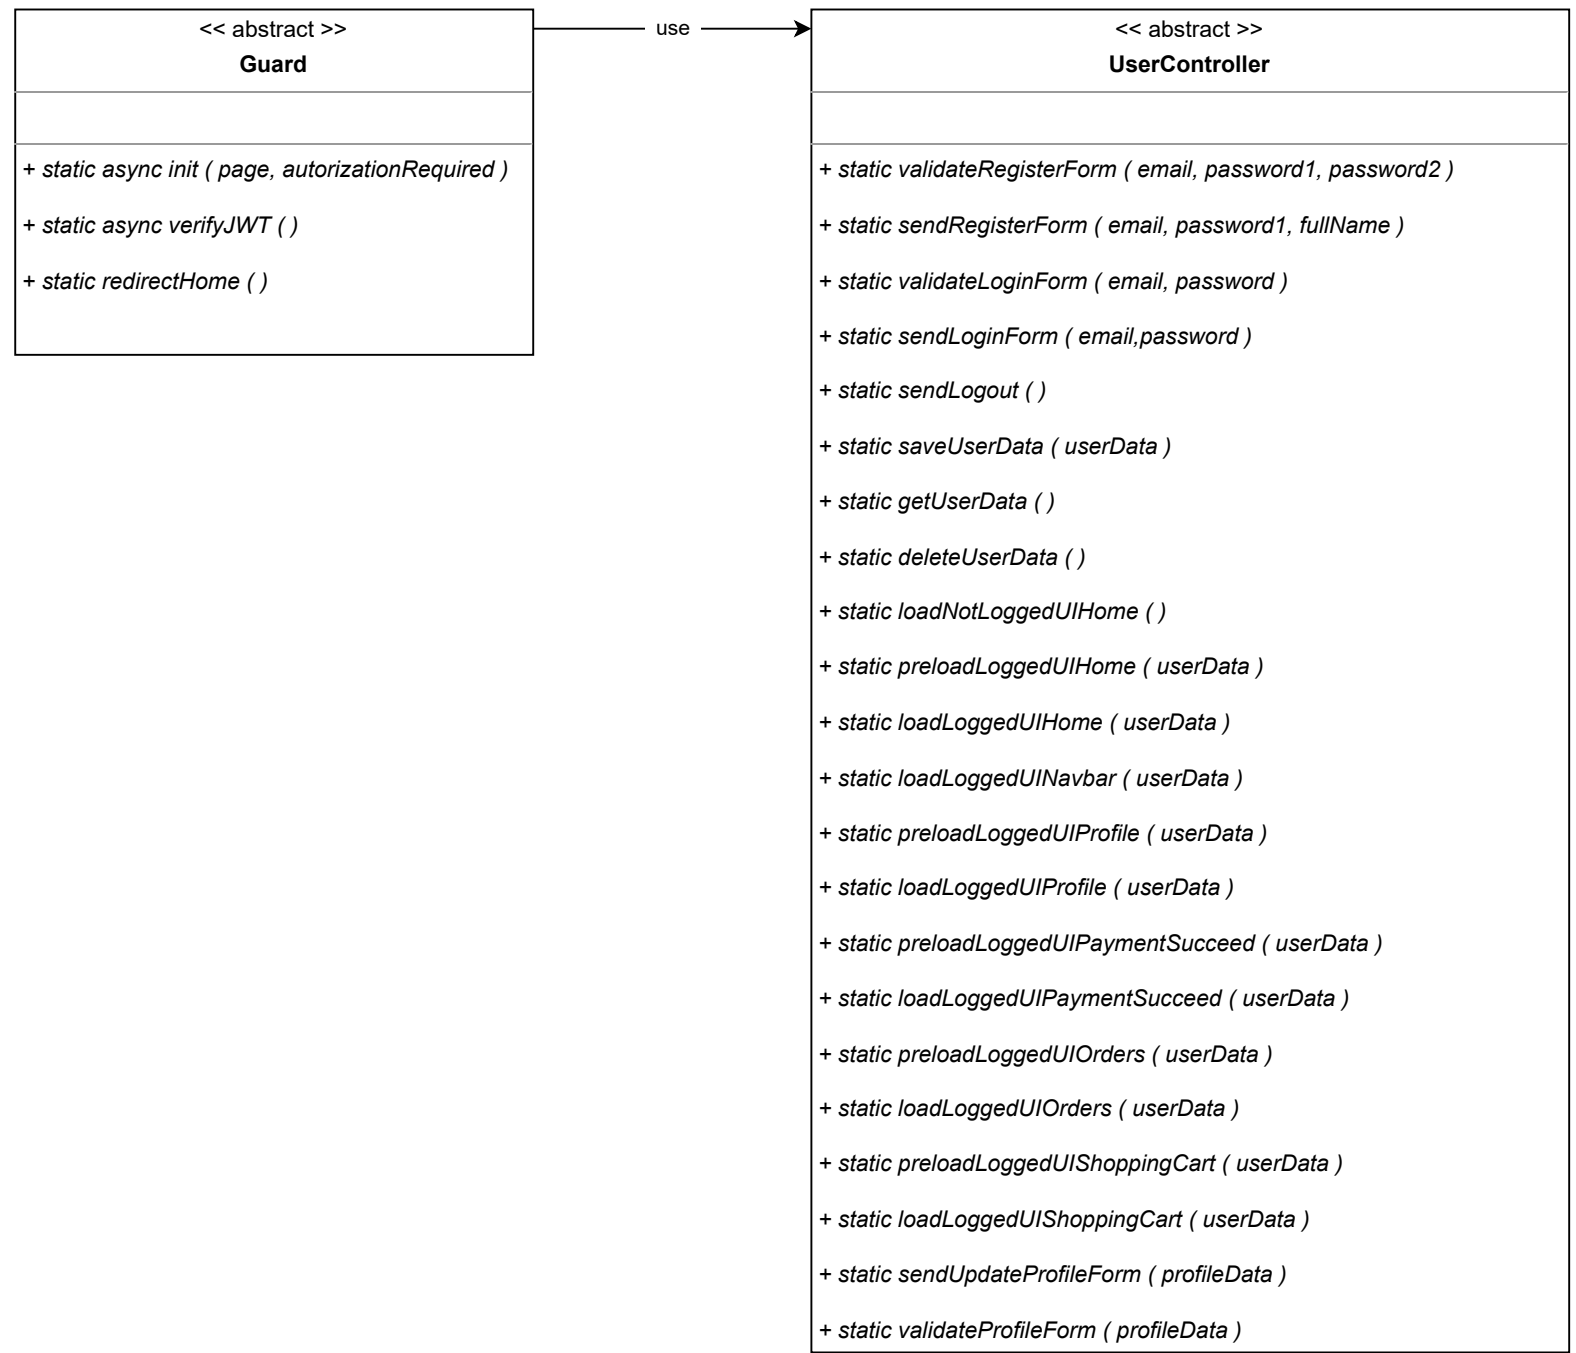 << abstract >>
Guard
+ static async init ( page, autorizationRequired )
+ static async verifyJWT ( )
+ static redirectHome ( )
use
<< abstract >>
UserController
+ static validateRegisterForm ( email, password1, password2 )
+ static sendRegisterForm ( email, password1, fullName )
+ static validateLoginForm ( email, password )
+ static sendLoginForm ( email,password )
+ static sendLogout ( )
+ static saveUserData ( userData )
+ static getUserData ( )
+ static deleteUserData ( )
+ static loadNotLoggedUIHome ( )
+ static preloadLoggedUIHome ( userData )
+ static loadLoggedUIHome ( userData )
+ static loadLoggedUINavbar ( userData )
+ static preloadLoggedUIProfile ( userData )
+ static loadLoggedUIProfile ( userData )
+ static preloadLoggedUIPaymentSucceed ( userData )
+ static loadLoggedUIPaymentSucceed ( userData )
+ static preloadLoggedUIOrders ( userData )
+ static loadLoggedUIOrders ( userData )
+ static preloadLoggedUIShoppingCart ( userData )
+ static loadLoggedUIShoppingCart ( userData )
+ static sendUpdateProfileForm ( profileData )
+ static validateProfileForm ( profileData )